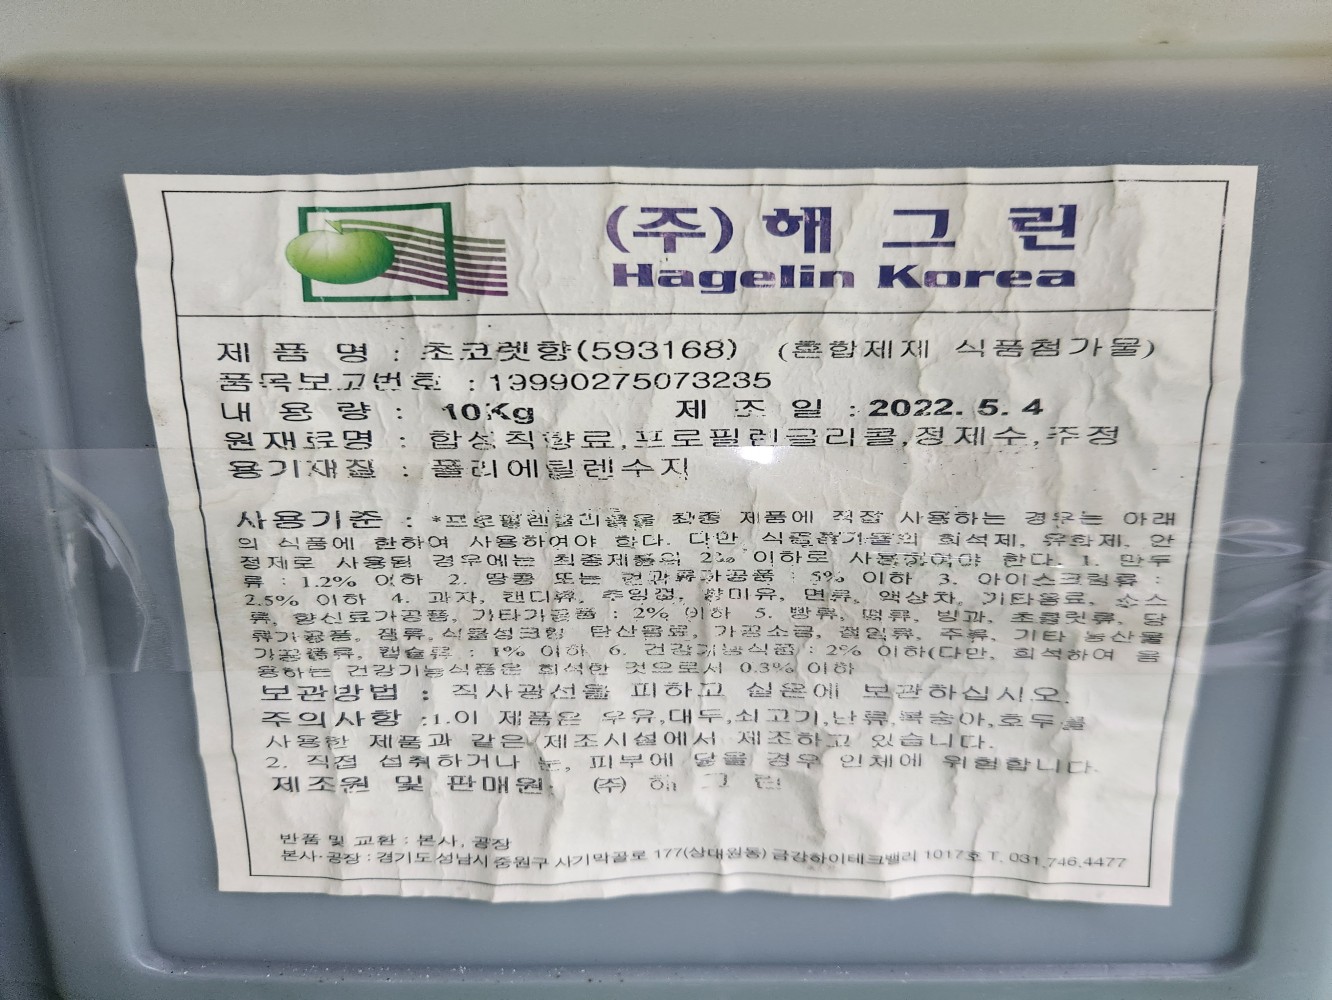 (주) 해 그 린
Hagelin Korea
제 품 명 : 초코렛향(593168) (혼합제제 식품첨가물)
품목보고번호 : 19990275073235
내 용 량 : 10Kg 제 조 일 : 2022. 5. 4
원재료명 : 합성착향료,프로필렌글리콜,정제수,주정
용기재질 : 폴리에틸렌수지
사용기준 : *프로필렌글리콜을 최종 제품에 직접 사용하는 경우는 아래
의 식품에 한하여 사용하여야 한다. 다만 식품첨가물의 희석제, 유화제, 안
정제로 사용된 경우에는 최종제품의 2% 이하로 사용하여야 한다. 1. 만두
류 : 1.2% 이하 2. 땅콩 또는 견과류가공품 : 5% 이하 3. 아이스크림류 :
2.5% 이하 4. 과자, 캔디류, 추잉껌, 향미유, 면류, 액상차, 기타음료, 소스
류, 향신료가공품, 기타가공품 : 2% 이하 5. 빵류, 떡류, 빙과, 초콜릿류, 당
류가공품, 잼류, 식물성크림 탄산음료, 가공소금, 절임류, 주류, 기타 농산물
가공품류, 캡슐류 : 1% 이하 6. 건강기능식품 : 2% 이하(다만, 희석하여 음
용하는 건강기능식품은 희석한 것으로서 0.3% 이하
보관방법 : 직사광선을 피하고 실온에 보관하십시오.
주의사항 :1.이 제품은 우유,대두,쇠고기,난류,복숭아,호두를
사용한 제품과 같은 제조시설에서 제조하고 있습니다.
2. 직접 섭취하거나 눈, 피부에 닿을 경우 인체에 위험합니다.
제조원 및 판매원: (주) 해 그 린
반품 및 교환 : 본사, 공장
본사·공장 : 경기도성남시중원구 사기막골로 177(상대원동) 금강하이테크밸리 1017호 T. 031.746.4477